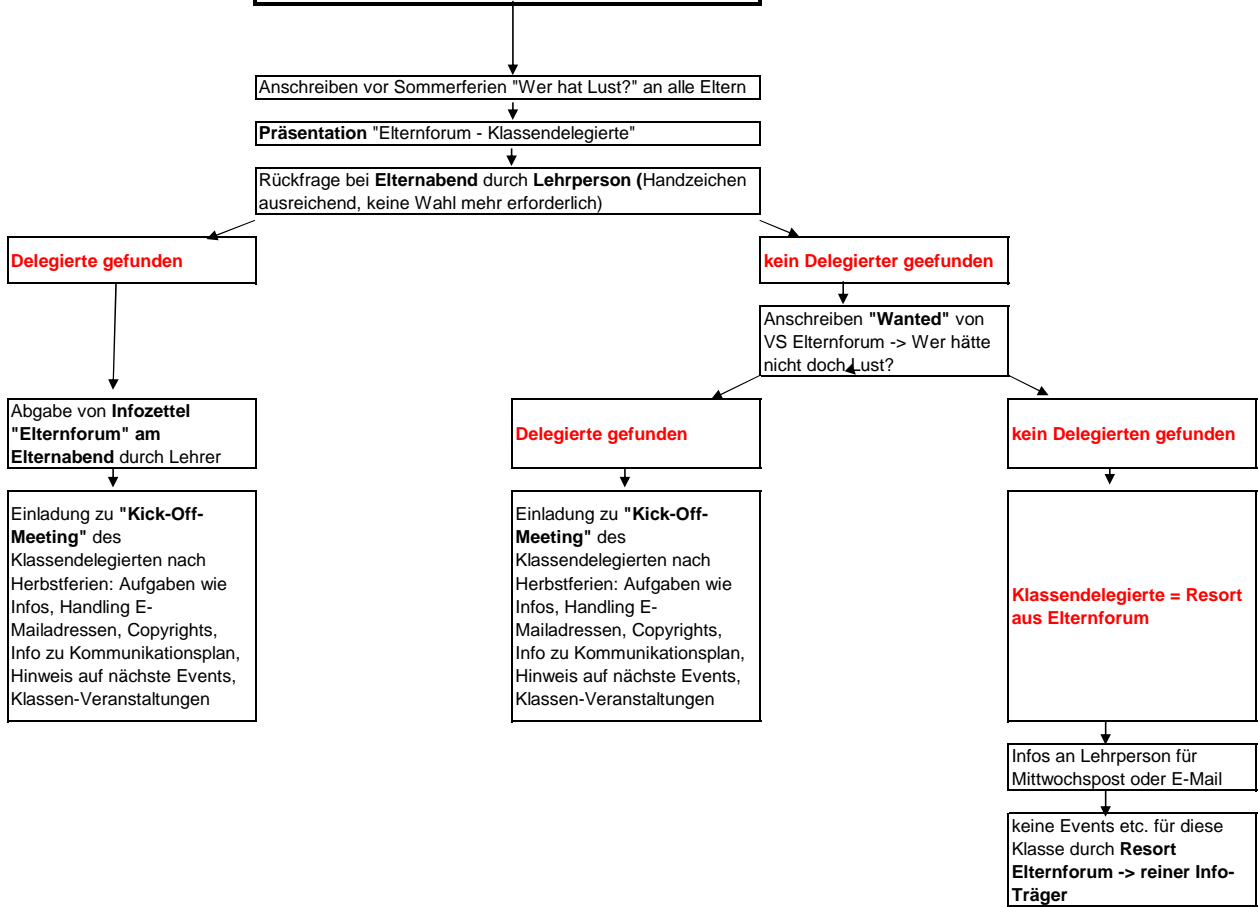 Anschreiben vor Sommerferien "Wer hat Lust?" an alle Eltern
Präsentation "Elternforum - Klassendelegierte"
Rückfrage bei Elternabend durch Lehrperson (Handzeichen
ausreichend, keine Wahl mehr erforderlich)
Delegierte gefunden
kein Delegierter geefunden
Anschreiben "Wanted" von
VS Elternforum -> Wer hätte
nicht doch Lust?
Abgabe von Infozettel
"Elternforum" am
Elternabend durch Lehrer
Delegierte gefunden
kein Delegierten gefunden
Einladung zu "Kick-Off-
Meeting" des
Klassendelegierten nach
Herbstferien: Aufgaben wie
Infos, Handling E-
Mailadressen, Copyrights,
Info zu Kommunikationsplan,
Hinweis auf nächste Events,
Klassen-Veranstaltungen
Einladung zu "Kick-Off-
Meeting" des
Klassendelegierten nach
Herbstferien: Aufgaben wie
Infos, Handling E-
Mailadressen, Copyrights,
Info zu Kommunikationsplan,
Hinweis auf nächste Events,
Klassen-Veranstaltungen
Klassendelegierte = Resort
aus Elternforum
Infos an Lehrperson für
Mittwochspost oder E-Mail
keine Events etc. für diese
Klasse durch Resort
Elternforum -> reiner Info-
Träger